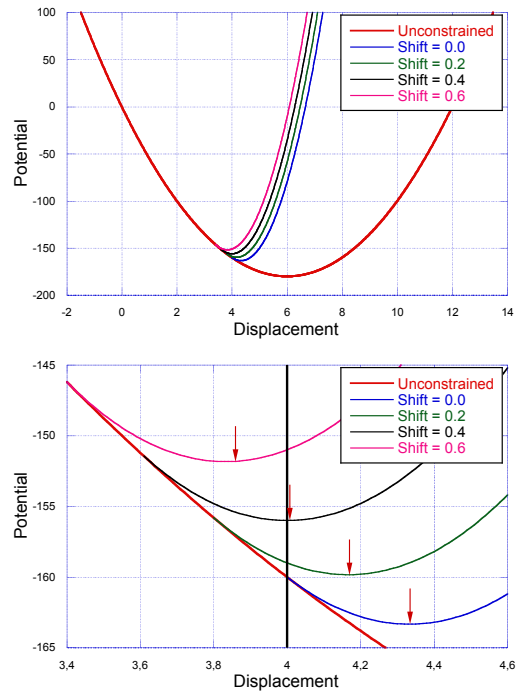 100
50
0
-50
-100
-150
-200
Potential
-2 0 2 4 6 8 10 12 14
Displacement
Unconstrained
Shift = 0.0
Shift = 0.2
Shift = 0.4
Shift = 0.6
-145
-150
-155
-160
-165
Potential
3,4 3,6 3,8 4 4,2 4,4 4,6
Displacement
Unconstrained
Shift = 0.0
Shift = 0.2
Shift = 0.4
Shift = 0.6